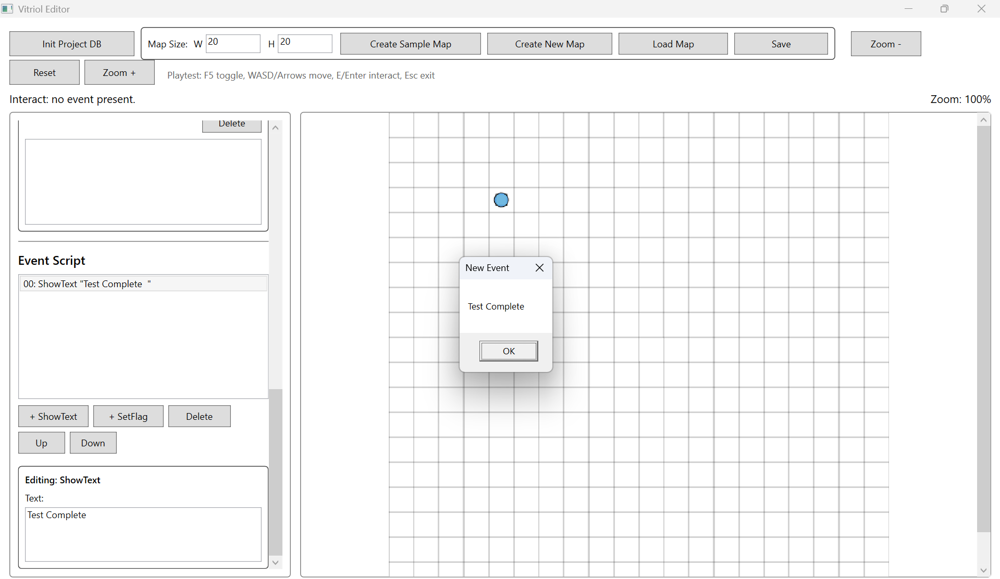 Vitriol Editor
Init Project DB
Map Size: W 20 H 20
Create Sample Map
Create New Map
Load Map
Save
Zoom -
Reset
Zoom +
Playtest: F5 toggle, WASD/Arrows move, E/Enter interact, Esc exit
Interact: no event present.
Zoom: 100%
Delete
Event Script
00: ShowText "Test Complete  "
+ ShowText
+ SetFlag
Delete
Up
Down
Editing: ShowText
Text:
Test Complete
New Event
Test Complete
OK